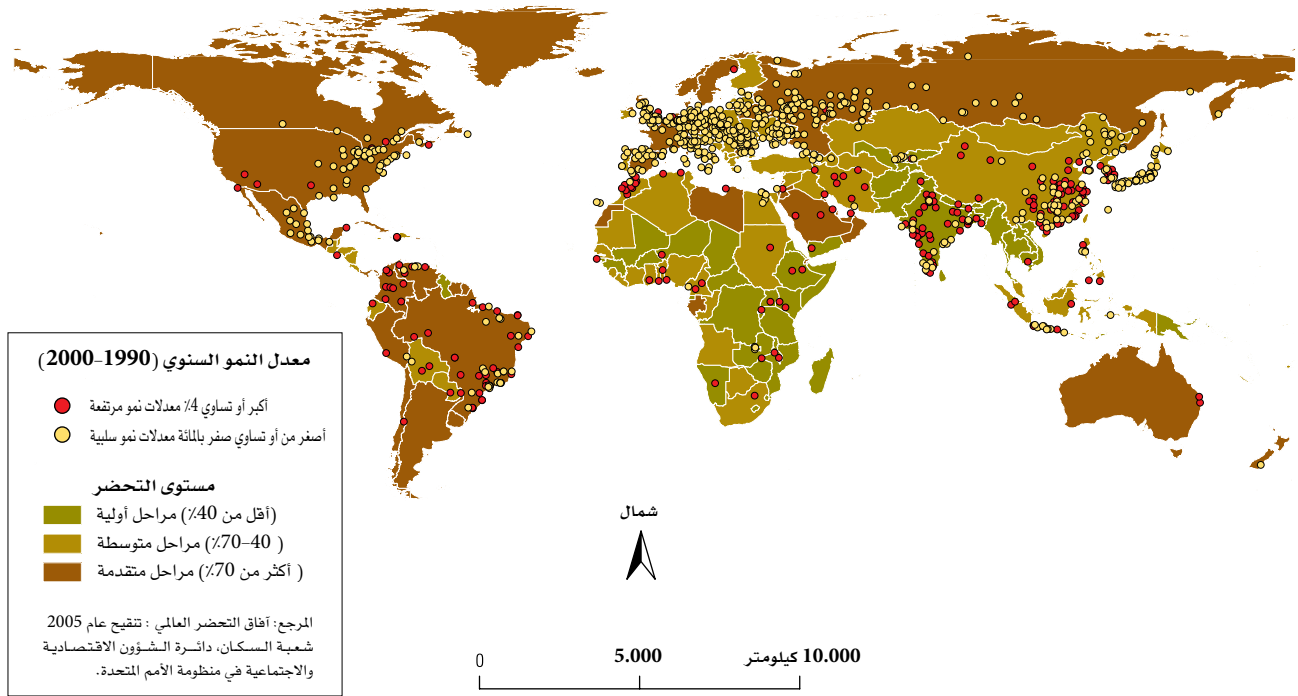 معدل النمو السنوي (1990–2000)
أكبر أو تساوي 4٪ معدلات نمو مرتفعة
أصغر من أو تساوي صفر بالمائة معدلات نمو سلبية
مستوى التحضر
(أقل من 40٪) مراحل أولية
(40–70٪) مراحل متوسطة
(أكثر من 70٪) مراحل متقدمة
المرجع: آفاق التحضر العالمي : تنقيح عام 2005
شعبة السكان، دائرة الشؤون الاقتصادية
والاجتماعية في منظومة الأمم المتحدة.
شمال
0 5.000 10.000 كيلومتر